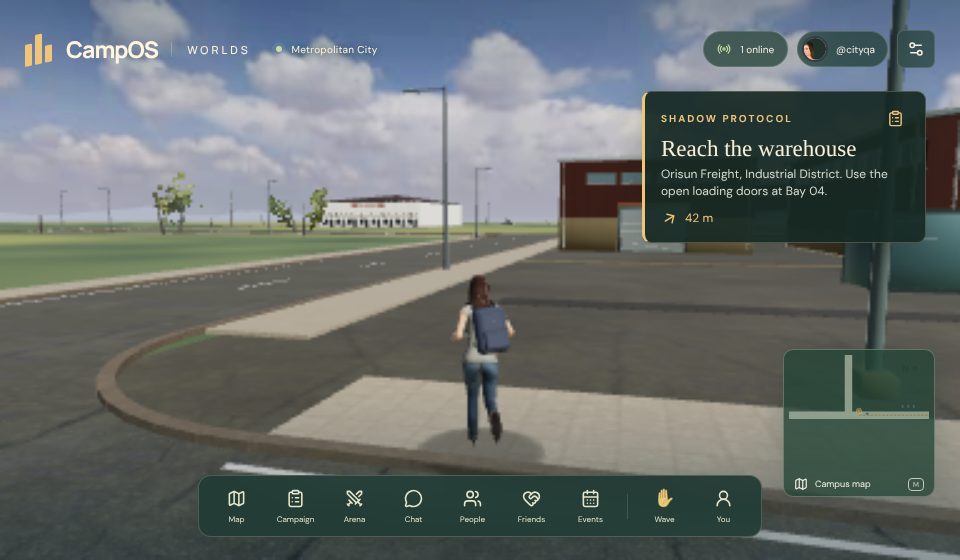 CampOS
WORLDS
Metropolitan City
1 online
@cityqa
SHADOW PROTOCOL
Reach the warehouse
Orisun Freight, Industrial District. Use the
open loading doors at Bay 04.
42 m
Campus map
M
Map
Campaign
Arena
Chat
People
Friends
Events
Wave
You